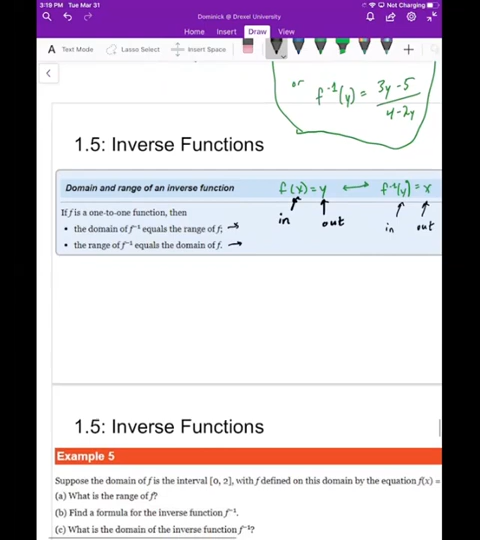 3:19 PM Tue Mar 31
Not Charging
Dominick @ Drexel University
Home Insert Draw View
A Text Mode Lasso Select Insert Space
or f⁻¹(y) = 3y - 5 / 4 - 2y
1.5: Inverse Functions
Domain and range of an inverse function
f(x) = y ⟷ f⁻¹(y) = x
If f is a one-to-one function, then
in out in out
• the domain of f⁻¹ equals the range of f;
• the range of f⁻¹ equals the domain of f.
1.5: Inverse Functions
Example 5
Suppose the domain of f is the interval [0, 2], with f defined on this domain by the equation f(x) =
(a) What is the range of f?
(b) Find a formula for the inverse function f⁻¹.
(c) What is the domain of the inverse function f⁻¹?